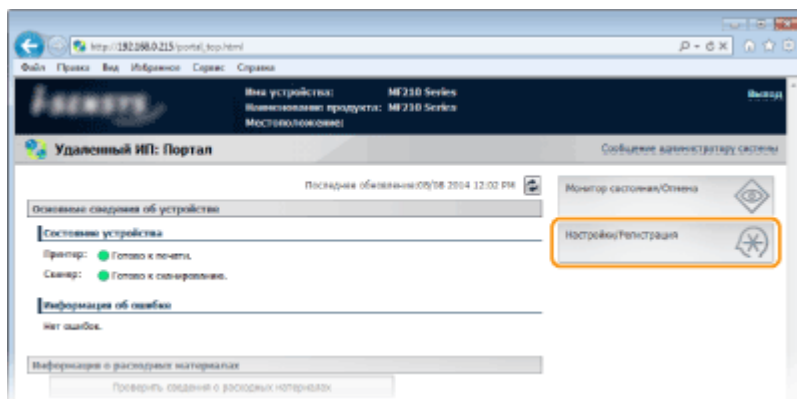 http://192.168.0.215/portal_top.html
Файл Правка Вид Избранное Сервис Справка
Имя устройства: MF210 Series
Наименование продукта: MF210 Series
Местоположение:
Выход
Удаленный ИП: Портал
Сообщение администратору системы
Последнее обновление:08/08 2014 12:02 PM
Монитор состояния/Отмена
Основные сведения об устройстве
Состояние устройства
Настройки/Регистрация
Принтер: Готово к печати.
Сканер: Готово к сканированию.
Информация об ошибке
Нет ошибок.
Информация о расходных материалах
Проверить сведения о расходных материалах